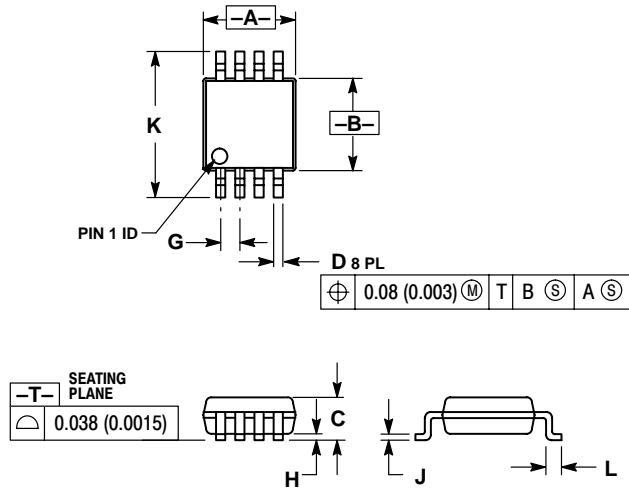 –A–
K
–B–
PIN 1 ID
G
D 8 PL
⌖ 0.08 (0.003) Ⓜ T B Ⓢ A Ⓢ
–T– SEATING
PLANE
⌓ 0.038 (0.0015)
C
H
J
L